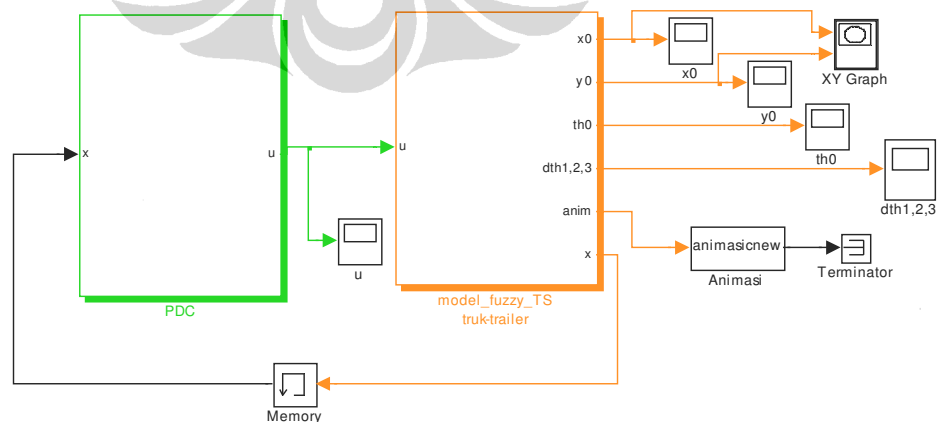 x0
x0
XY Graph
y0
y0
th0
th0
x
u
u
dth1,2,3
dth1,2,3
anim
u
x
animasicnew
Animasi
Terminator
PDC
model_fuzzy_TS
truk-trailer
Memory